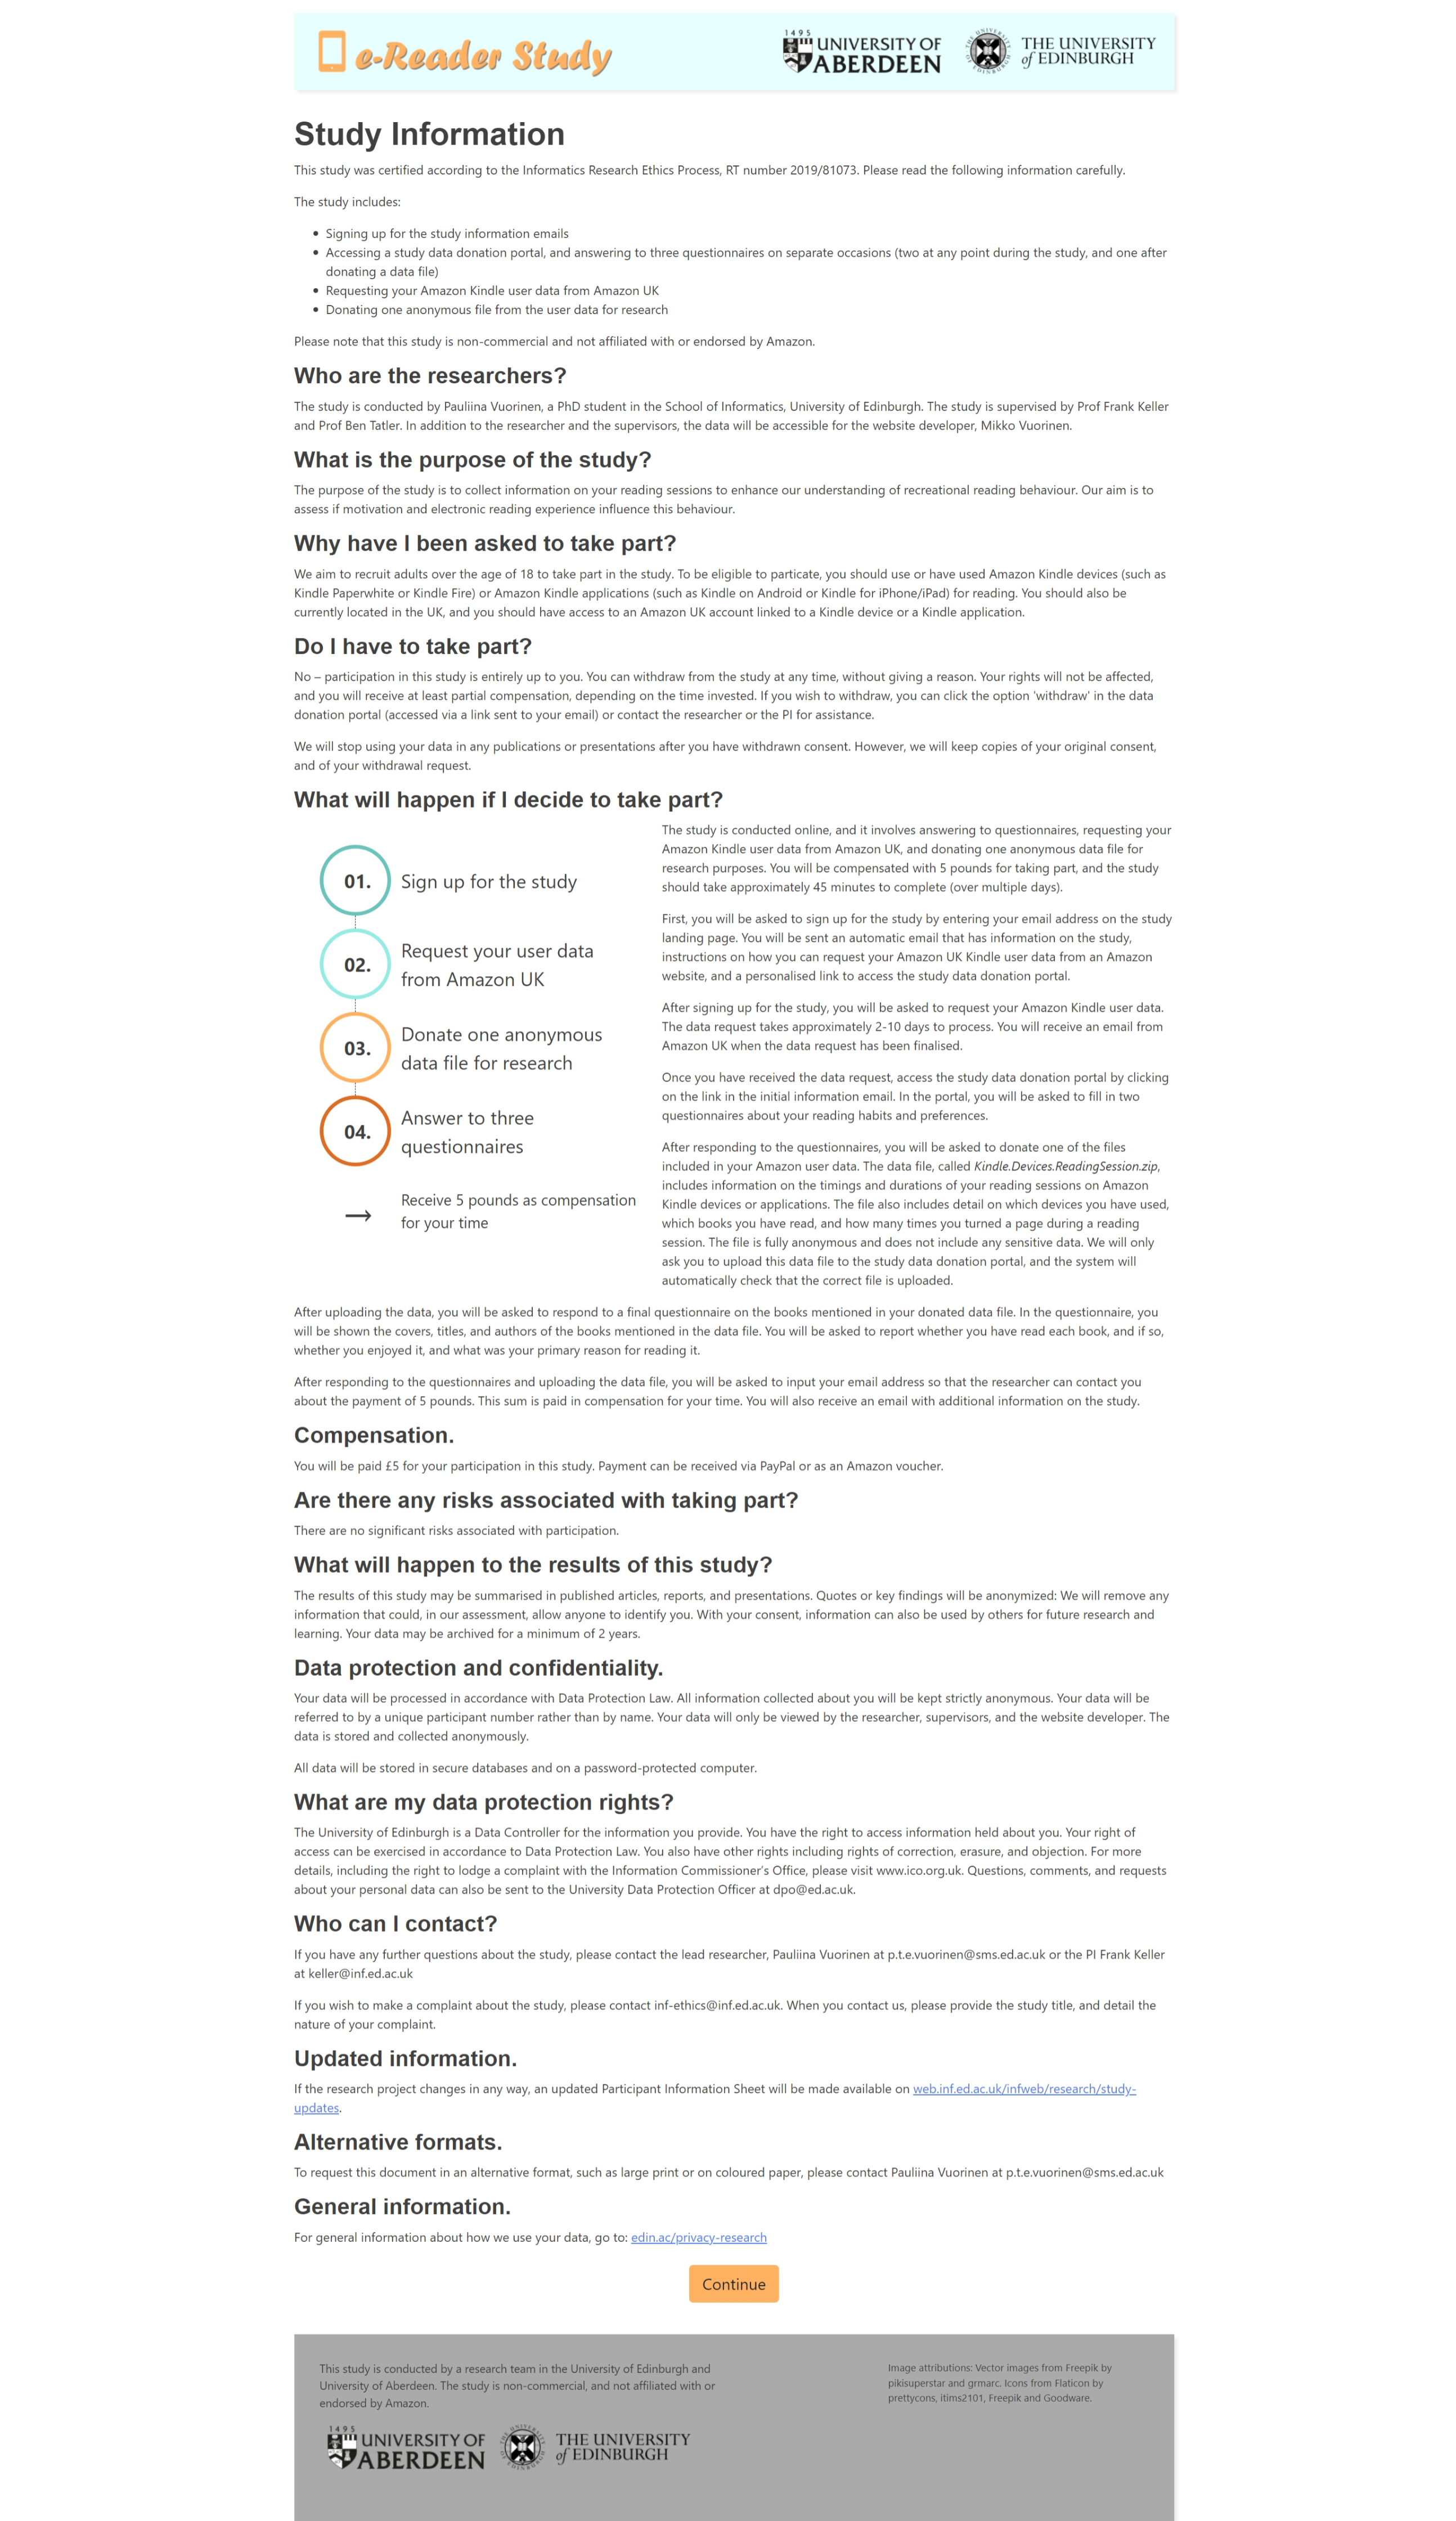 e-Reader Study
1495
UNIVERSITY OF
ABERDEEN
THE UNIVERSITY
of EDINBURGH
Study Information
This study was certified according to the Informatics Research Ethics Process, RT number 2019/81073. Please read the following information carefully.
The study includes:
• Signing up for the study information emails
• Accessing a study data donation portal, and answering to three questionnaires on separate occasions (two at any point during the study, and one after
donating a data file)
• Requesting your Amazon Kindle user data from Amazon UK
• Donating one anonymous file from the user data for research
Please note that this study is non-commercial and not affiliated with or endorsed by Amazon.
Who are the researchers?
The study is conducted by Pauliina Vuorinen, a PhD student in the School of Informatics, University of Edinburgh. The study is supervised by Prof Frank Keller
and Prof Ben Tatler. In addition to the researcher and the supervisors, the data will be accessible for the website developer, Mikko Vuorinen.
What is the purpose of the study?
The purpose of the study is to collect information on your reading sessions to enhance our understanding of recreational reading behaviour. Our aim is to
assess if motivation and electronic reading experience influence this behaviour.
Why have I been asked to take part?
We aim to recruit adults over the age of 18 to take part in the study. To be eligible to particate, you should use or have used Amazon Kindle devices (such as
Kindle Paperwhite or Kindle Fire) or Amazon Kindle applications (such as Kindle on Android or Kindle for iPhone/iPad) for reading. You should also be
currently located in the UK, and you should have access to an Amazon UK account linked to a Kindle device or a Kindle application.
Do I have to take part?
No – participation in this study is entirely up to you. You can withdraw from the study at any time, without giving a reason. Your rights will not be affected,
and you will receive at least partial compensation, depending on the time invested. If you wish to withdraw, you can click the option 'withdraw' in the data
donation portal (accessed via a link sent to your email) or contact the researcher or the PI for assistance.
We will stop using your data in any publications or presentations after you have withdrawn consent. However, we will keep copies of your original consent,
and of your withdrawal request.
What will happen if I decide to take part?
01. Sign up for the study
02. Request your user data
from Amazon UK
03. Donate one anonymous
data file for research
04. Answer to three
questionnaires
→ Receive 5 pounds as compensation
for your time
The study is conducted online, and it involves answering to questionnaires, requesting your
Amazon Kindle user data from Amazon UK, and donating one anonymous data file for
research purposes. You will be compensated with 5 pounds for taking part, and the study
should take approximately 45 minutes to complete (over multiple days).
First, you will be asked to sign up for the study by entering your email address on the study
landing page. You will be sent an automatic email that has information on the study,
instructions on how you can request your Amazon UK Kindle user data from an Amazon
website, and a personalised link to access the study data donation portal.
After signing up for the study, you will be asked to request your Amazon Kindle user data.
The data request takes approximately 2-10 days to process. You will receive an email from
Amazon UK when the data request has been finalised.
Once you have received the data request, access the study data donation portal by clicking
on the link in the initial information email. In the portal, you will be asked to fill in two
questionnaires about your reading habits and preferences.
After responding to the questionnaires, you will be asked to donate one of the files
included in your Amazon user data. The data file, called Kindle.Devices.ReadingSession.zip,
includes information on the timings and durations of your reading sessions on Amazon
Kindle devices or applications. The file also includes detail on which devices you have used,
which books you have read, and how many times you turned a page during a reading
session. The file is fully anonymous and does not include any sensitive data. We will only
ask you to upload this data file to the study data donation portal, and the system will
automatically check that the correct file is uploaded.
After uploading the data, you will be asked to respond to a final questionnaire on the books mentioned in your donated data file. In the questionnaire, you
will be shown the covers, titles, and authors of the books mentioned in the data file. You will be asked to report whether you have read each book, and if so,
whether you enjoyed it, and what was your primary reason for reading it.
After responding to the questionnaires and uploading the data file, you will be asked to input your email address so that the researcher can contact you
about the payment of 5 pounds. This sum is paid in compensation for your time. You will also receive an email with additional information on the study.
Compensation.
You will be paid £5 for your participation in this study. Payment can be received via PayPal or as an Amazon voucher.
Are there any risks associated with taking part?
There are no significant risks associated with participation.
What will happen to the results of this study?
The results of this study may be summarised in published articles, reports, and presentations. Quotes or key findings will be anonymized: We will remove any
information that could, in our assessment, allow anyone to identify you. With your consent, information can also be used by others for future research and
learning. Your data may be archived for a minimum of 2 years.
Data protection and confidentiality.
Your data will be processed in accordance with Data Protection Law. All information collected about you will be kept strictly anonymous. Your data will be
referred to by a unique participant number rather than by name. Your data will only be viewed by the researcher, supervisors, and the website developer. The
data is stored and collected anonymously.
All data will be stored in secure databases and on a password-protected computer.
What are my data protection rights?
The University of Edinburgh is a Data Controller for the information you provide. You have the right to access information held about you. Your right of
access can be exercised in accordance to Data Protection Law. You also have other rights including rights of correction, erasure, and objection. For more
details, including the right to lodge a complaint with the Information Commissioner's Office, please visit www.ico.org.uk. Questions, comments, and requests
about your personal data can also be sent to the University Data Protection Officer at dpo@ed.ac.uk.
Who can I contact?
If you have any further questions about the study, please contact the lead researcher, Pauliina Vuorinen at p.t.e.vuorinen@sms.ed.ac.uk or the PI Frank Keller
at keller@inf.ed.ac.uk
If you wish to make a complaint about the study, please contact inf-ethics@inf.ed.ac.uk. When you contact us, please provide the study title, and detail the
nature of your complaint.
Updated information.
If the research project changes in any way, an updated Participant Information Sheet will be made available on web.inf.ed.ac.uk/infweb/research/study-
updates.
Alternative formats.
To request this document in an alternative format, such as large print or on coloured paper, please contact Pauliina Vuorinen at p.t.e.vuorinen@sms.ed.ac.uk
General information.
For general information about how we use your data, go to: edin.ac/privacy-research
Continue
This study is conducted by a research team in the University of Edinburgh and
University of Aberdeen. The study is non-commercial, and not affiliated with or
endorsed by Amazon.
1495
UNIVERSITY OF
ABERDEEN
THE UNIVERSITY
of EDINBURGH
Image attributions: Vector images from Freepik by
pikisuperstar and grmarc. Icons from Flaticon by
prettycons, itims2101, Freepik and Goodware.